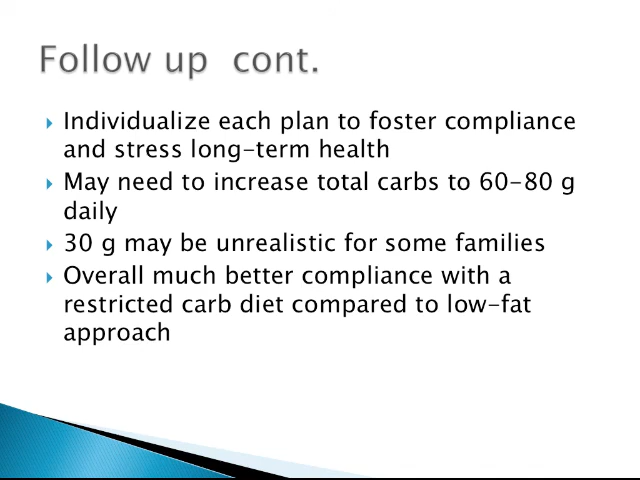 Follow up  cont.
Individualize each plan to foster compliance
and stress long-term health
May need to increase total carbs to 60-80 g
daily
30 g may be unrealistic for some families
Overall much better compliance with a
restricted carb diet compared to low-fat
approach